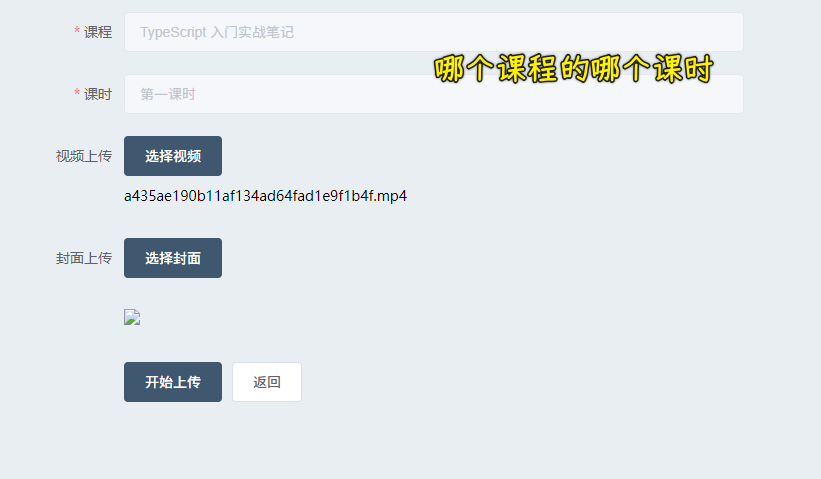 * 课程 TypeScript 入门实战笔记
哪个课程的哪个课时
* 课时 第一课时
视频上传 选择视频
a435ae190b11af134ad64fad1e9f1b4f.mp4
封面上传 选择封面
开始上传 返回